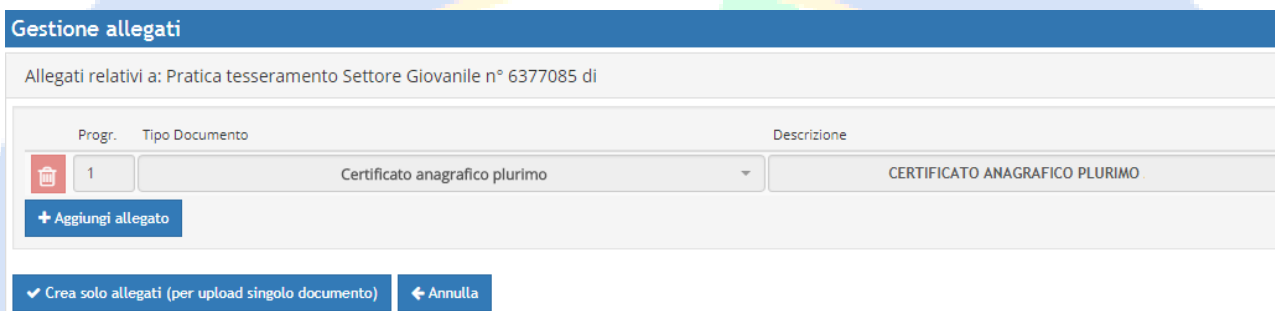 Gestione allegati
Allegati relativi a: Pratica tesseramento Settore Giovanile n° 6377085 di
Progr. Tipo Documento Descrizione
1 Certificato anagrafico plurimo CERTIFICATO ANAGRAFICO PLURIMO
Aggiungi allegato
Crea solo allegati (per upload singolo documento) Annulla